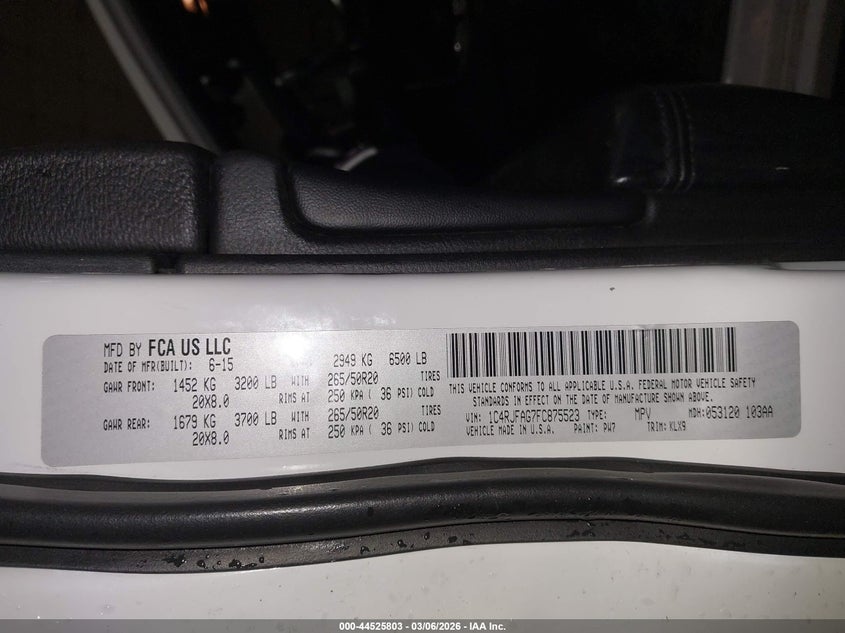 MFD BY FCA US LLC
DATE OF MFR(BUILT): 6-15 2949 KG 6500 LB
GAWR FRONT: 1452 KG 3200 LB WITH 265/50R20 TIRES
20X8.0 RIMS AT 250 KPA ( 36 PSI) COLD
GAWR REAR: 1679 KG 3700 LB WITH 265/50R20 TIRES
20X8.0 RIMS AT 250 KPA ( 36 PSI) COLD
THIS VEHICLE CONFORMS TO ALL APPLICABLE U.S.A. FEDERAL MOTOR VEHICLE SAFETY
STANDARDS IN EFFECT ON THE DATE OF MANUFACTURE SHOWN ABOVE.
VIN: 1C4RJFAG7FC875523 TYPE: MPV MDH: 053120 103AA
VEHICLE MADE IN U.S.A. PAINT: PW7 TRIM: KLX9
000-44525803 — 03/06/2026 — IAA Inc.